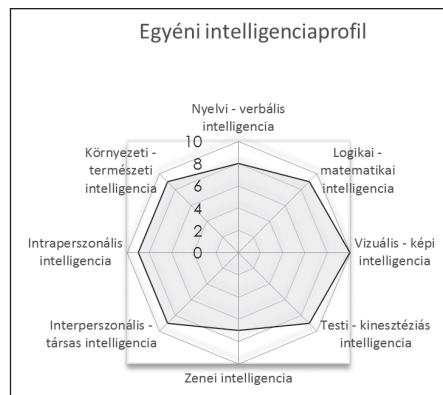 Egyéni intelligenciaprofil
Nyelvi - verbális
intelligencia
Logikai -
matematikai
intelligencia
Vizuális - képi
intelligencia
Testi - kinesztéziás
intelligencia
Zenei intelligencia
Interperszonális -
társas intelligencia
Intraperszonális
intelligencia
Környezeti -
természeti
intelligencia
10
8
6
4
2
0